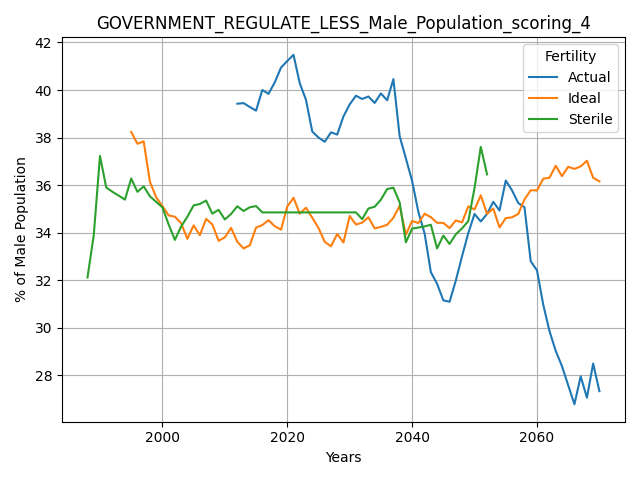 GOVERNMENT_REGULATE_LESS_Male_Population_scoring_4
42
40
38
36
34
32
30
28
% of Male Population
Fertility
Actual
Ideal
Sterile
2000
2020
2040
2060
Years